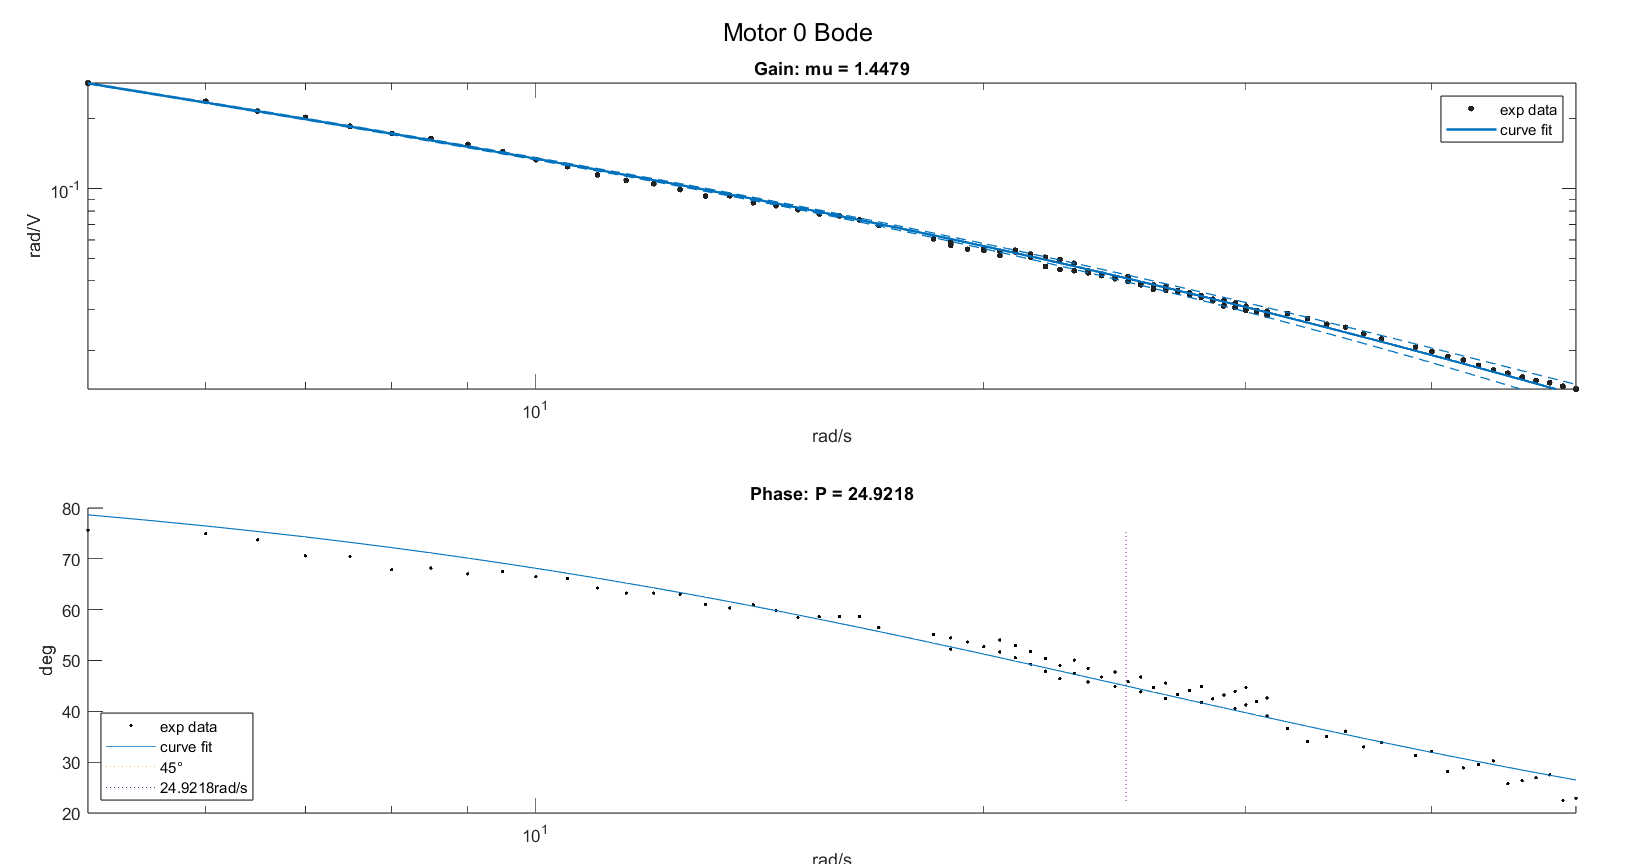 Motor 0 Bode
Gain: mu = 1.4479
exp data
curve fit
10^-1
rad/V
10^1
rad/s
Phase: P = 24.9218
80
70
60
50
40
30
20
deg
exp data
curve fit
45°
24.9218rad/s
10^1
rad/s